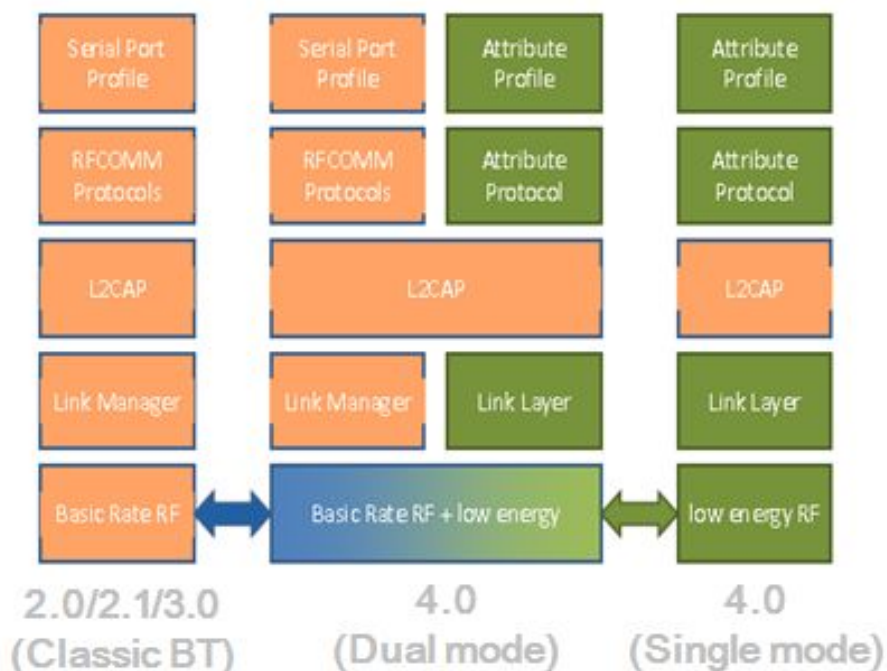 Serial Port
Profile
Serial Port
Profile
Attribute
Profile
Attribute
Profile
RFCOMM
Protocols
RFCOMM
Protocols
Attribute
Protocol
Attribute
Protocol
L2CAP
L2CAP
L2CAP
Link Manager
Link Manager
Link Layer
Link Layer
Basic Rate RF
Basic Rate RF + low energy
low energy RF
2.0/2.1/3.0
(Classic BT)
4.0
(Dual mode)
4.0
(Single mode)